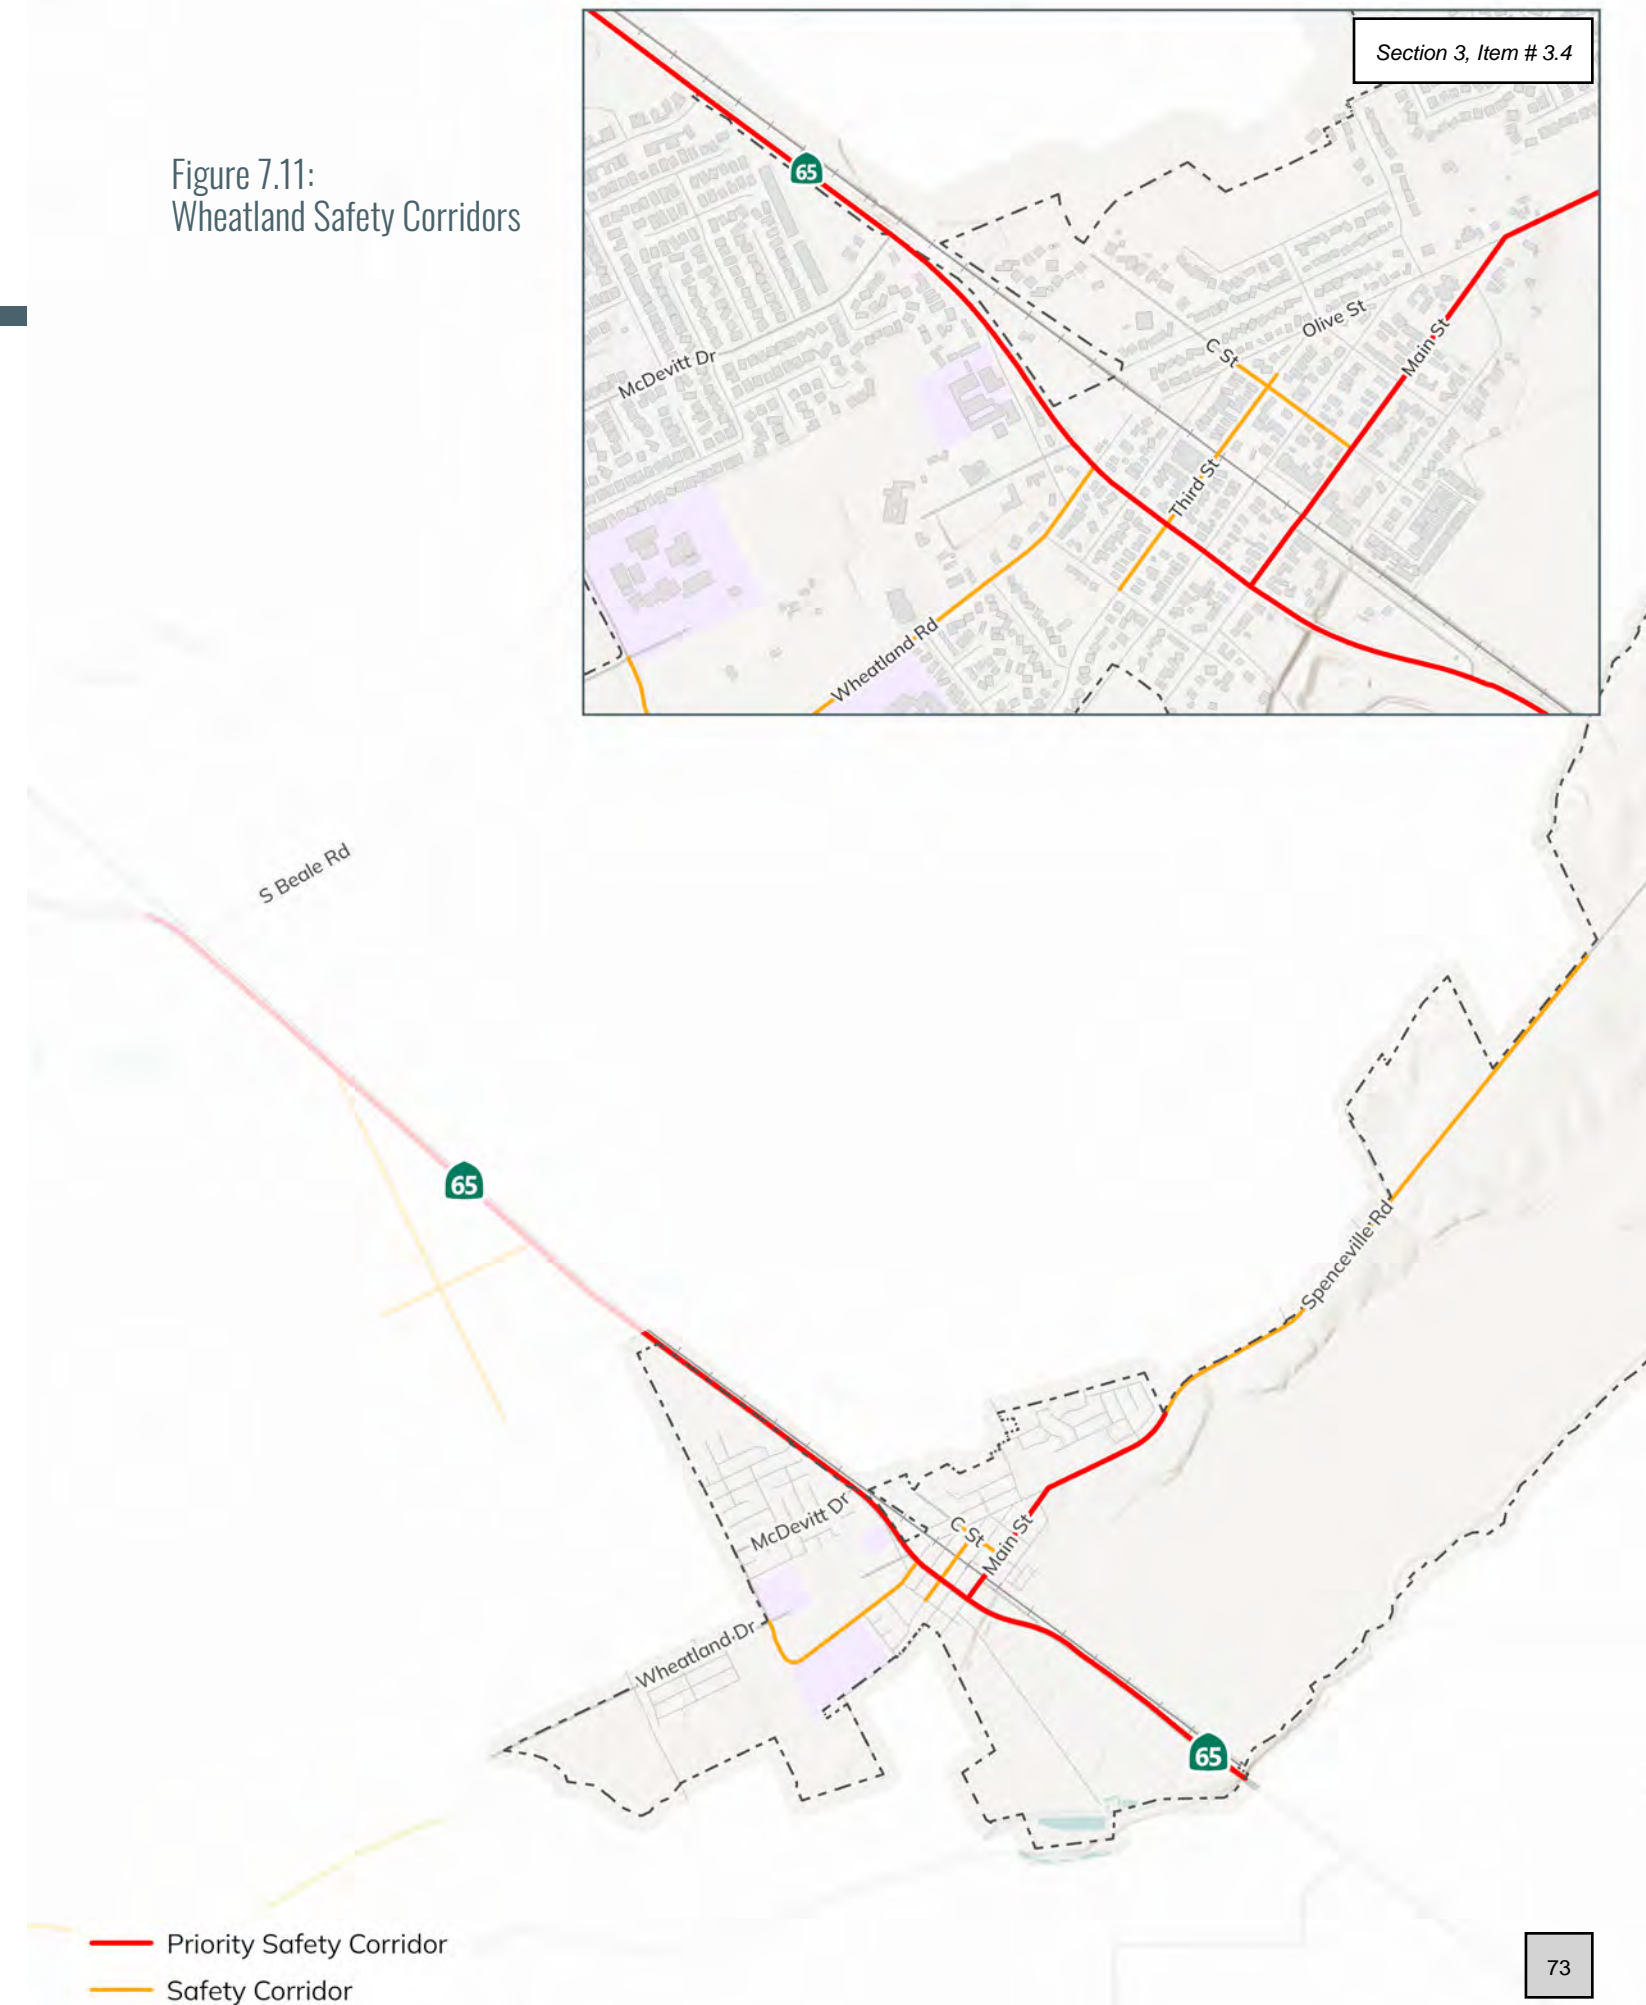 Section 3, Item # 3.4
Figure 7.11:
Wheatland Safety Corridors
65
McDevitt Dr
C St
Olive St
Main St
Third St
Wheatland Rd
S Beale Rd
65
Spenceville Rd
McDevitt Dr
C St
Main St
Wheatland Dr
65
Priority Safety Corridor
Safety Corridor
73